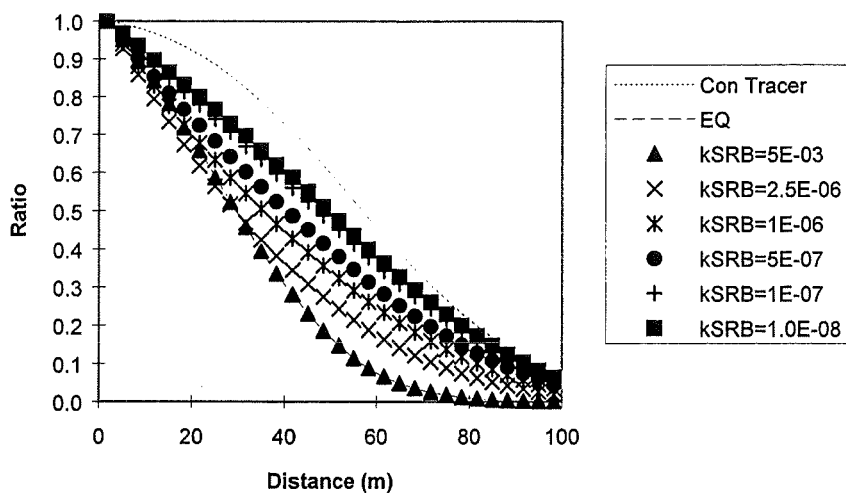 1.0
0.9
0.8
0.7
0.6
0.5
0.4
0.3
0.2
0.1
0.0
Ratio
0 20 40 60 80 100
Distance (m)
Con Tracer
EQ
kSRB=5E-03
kSRB=2.5E-06
kSRB=1E-06
kSRB=5E-07
kSRB=1E-07
kSRB=1.0E-08